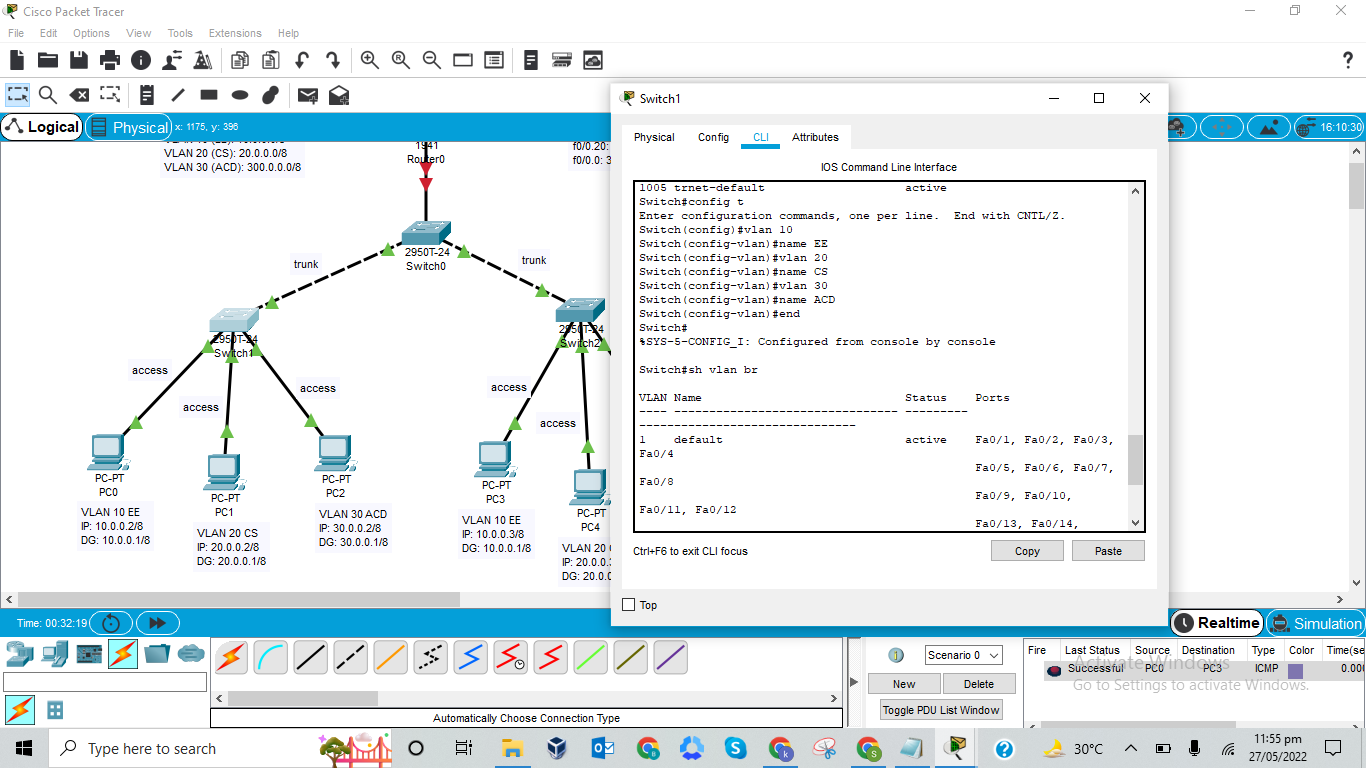 Cisco Packet Tracer
File Edit Options View Tools Extensions Help
Logical Physical x: 1175, y: 396
16:10:30
VLAN 20 (CS): 20.0.0.0/8
VLAN 30 (ACD): 300.0.0.0/8
1941
Router0
f0/0.20:
f0/0.0: 3
2950T-24
Switch0
trunk
trunk
2950T-24
Switch1
2950T-24
Switch2
access
access
access
access
access
PC-PT
PC0
VLAN 10 EE
IP: 10.0.0.2/8
DG: 10.0.0.1/8
PC-PT
PC1
VLAN 20 CS
IP: 20.0.0.2/8
DG: 20.0.0.1/8
PC-PT
PC2
VLAN 30 ACD
IP: 30.0.0.2/8
DG: 30.0.0.1/8
PC-PT
PC3
VLAN 10 EE
IP: 10.0.0.3/8
DG: 10.0.0.1/8
PC-PT
PC4
VLAN 20
IP: 20.0.0.
DG: 20.0.0
Switch1
Physical Config CLI Attributes
IOS Command Line Interface
1005 trnet-default active
Switch#config t
Enter configuration commands, one per line. End with CNTL/Z.
Switch(config)#vlan 10
Switch(config-vlan)#name EE
Switch(config-vlan)#vlan 20
Switch(config-vlan)#name CS
Switch(config-vlan)#vlan 30
Switch(config-vlan)#name ACD
Switch(config-vlan)#end
Switch#
%SYS-5-CONFIG_I: Configured from console by console
Switch#sh vlan br
VLAN Name Status Ports
---- -------------------------------- ---------
-------------------------------
1 default active Fa0/1, Fa0/2, Fa0/3,
Fa0/4
Fa0/5, Fa0/6, Fa0/7,
Fa0/8
Fa0/9, Fa0/10,
Fa0/11, Fa0/12
Fa0/13, Fa0/14,
Ctrl+F6 to exit CLI focus
Copy Paste
Top
Time: 00:32:19
Realtime Simulation
Automatically Choose Connection Type
Scenario 0
New Delete
Toggle PDU List Window
Fire Last Status Source Destination Type Color Time(se
Successful PC0 PC3 ICMP 0.000
Activate Windows
Go to Settings to activate Windows.
Type here to search
30°C
11:55 pm
27/05/2022